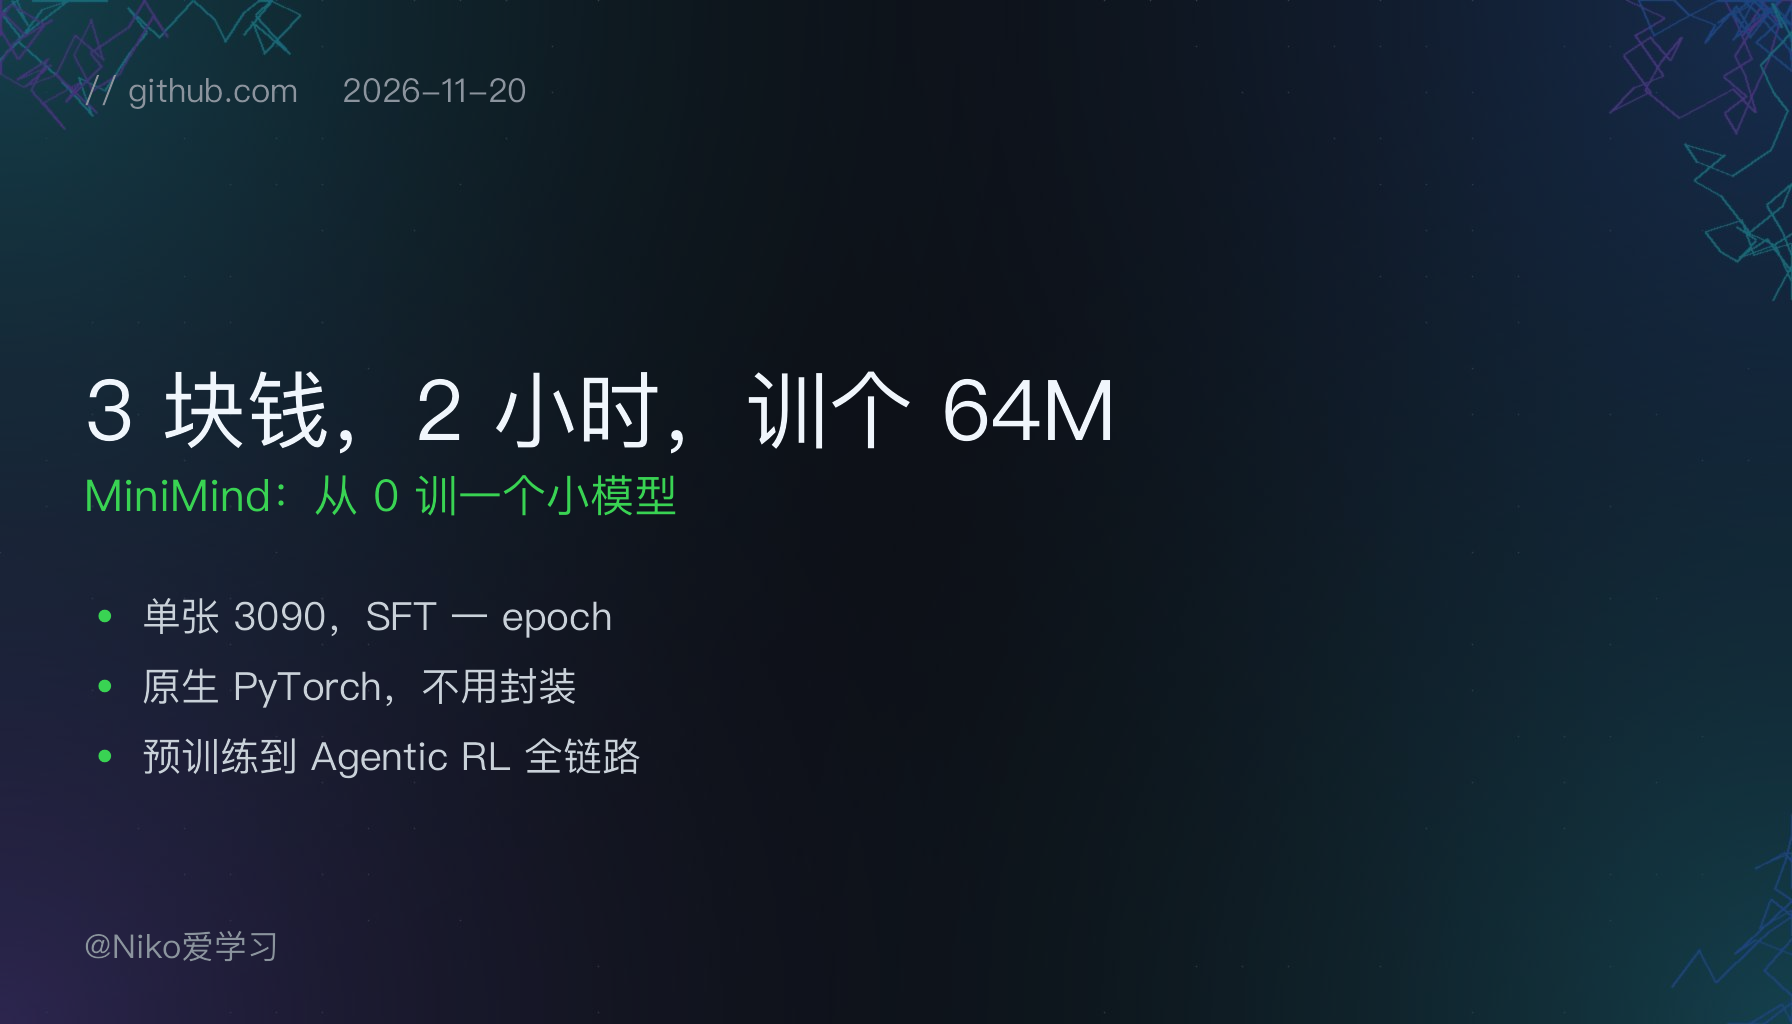 // github.com 2026-11-20
3 块钱，2 小时，训个 64M
MiniMind：从 0 训一个小模型
• 单张 3090，SFT 一 epoch
• 原生 PyTorch，不用封装
• 预训练到 Agentic RL 全链路
@Niko爱学习